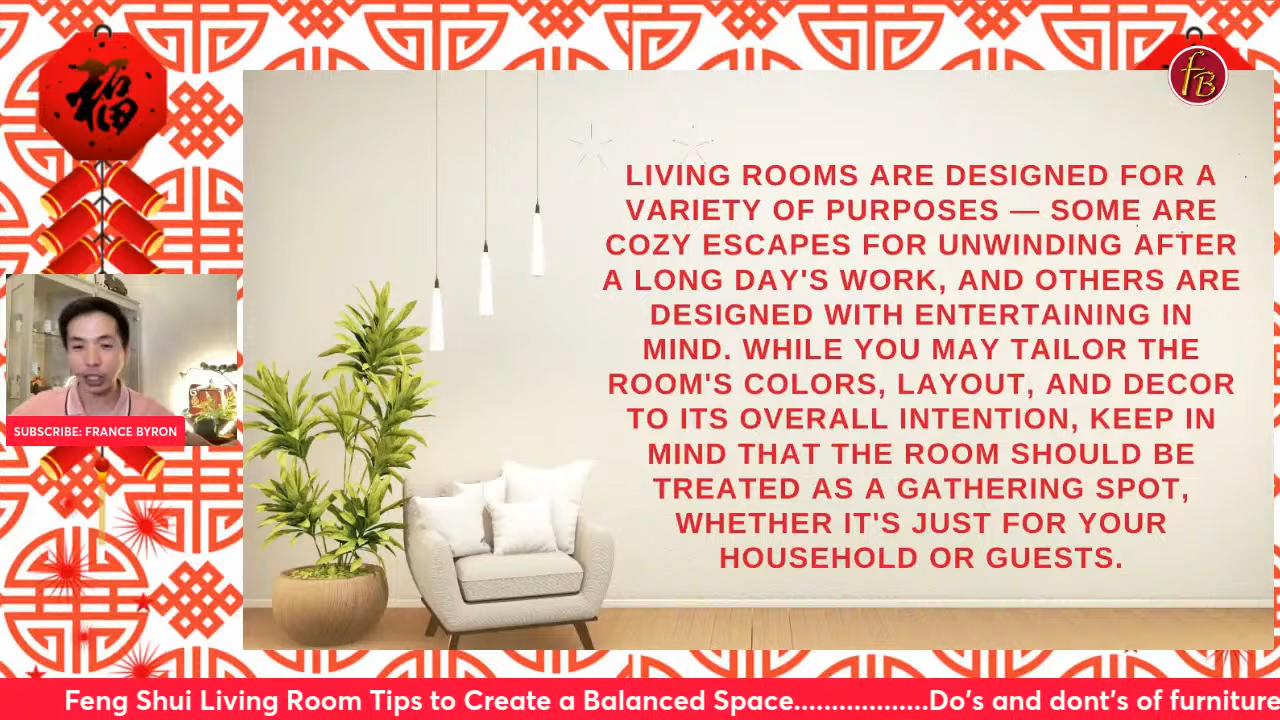 福
fB
LIVING ROOMS ARE DESIGNED FOR A
VARIETY OF PURPOSES — SOME ARE
COZY ESCAPES FOR UNWINDING AFTER
A LONG DAY'S WORK, AND OTHERS ARE
DESIGNED WITH ENTERTAINING IN
MIND. WHILE YOU MAY TAILOR THE
ROOM'S COLORS, LAYOUT, AND DECOR
TO ITS OVERALL INTENTION, KEEP IN
MIND THAT THE ROOM SHOULD BE
TREATED AS A GATHERING SPOT,
WHETHER IT'S JUST FOR YOUR
HOUSEHOLD OR GUESTS.
SUBSCRIBE: FRANCE BYRON
Feng Shui Living Room Tips to Create a Balanced Space..................Do's and dont's of furniture